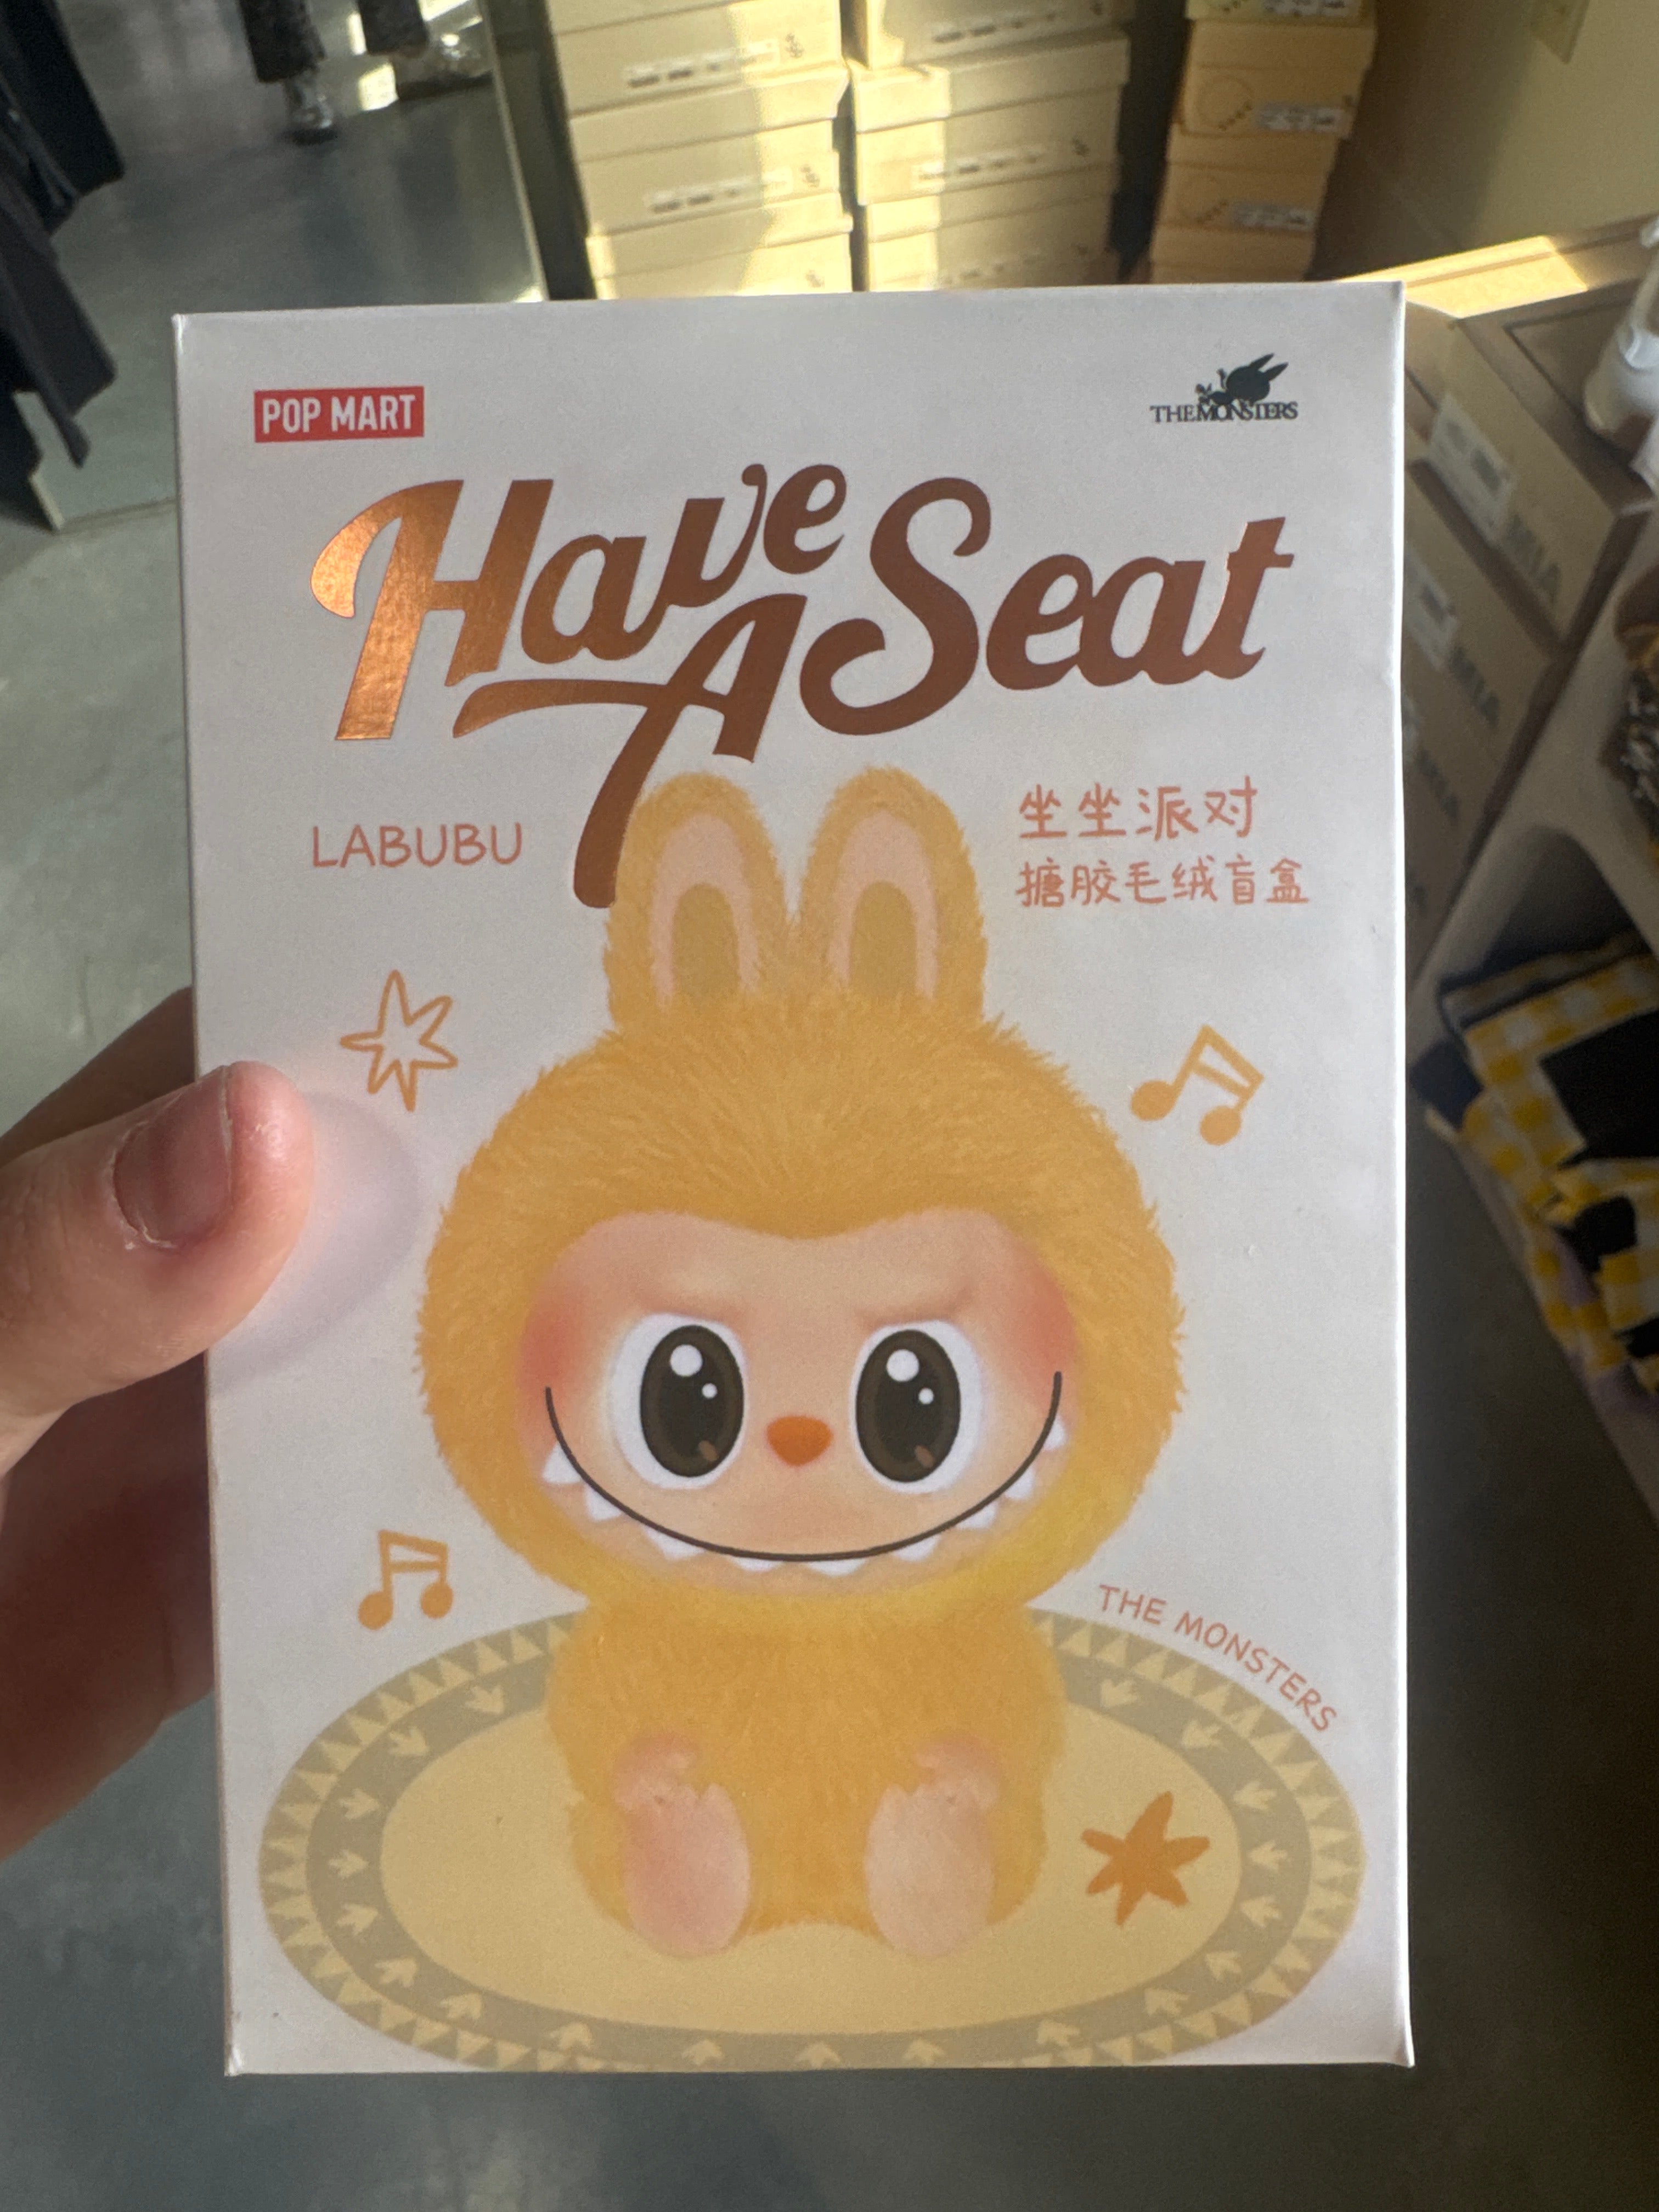 POP MART
THE MONSTERS
Have
A Seat
LABUBU
坐坐派对
搪胶毛绒盲盒
THE MONSTERS